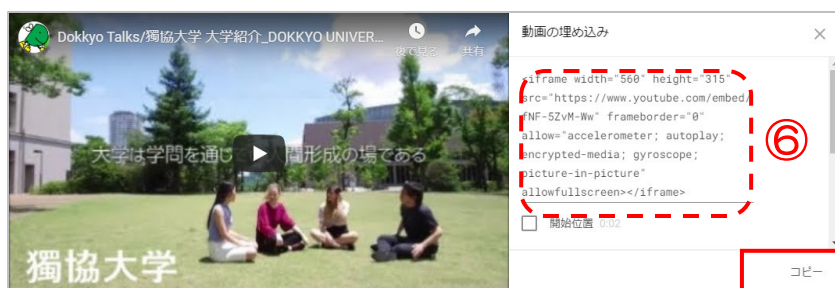 Dokkyo Talks/獨協大学 大学紹介_DOKKYO UNIVER...
後で見る
共有
大学は学問を通じ
間形成の場である
獨協大学
動画の埋め込み
<iframe width="560" height="315"
src="https://www.youtube.com/embed/
fNF-5ZvM-Ww" frameborder="0"
allow="accelerometer; autoplay;
encrypted-media; gyroscope;
picture-in-picture"
allowfullscreen></iframe>
⑥
開始位置 0:02
コピー